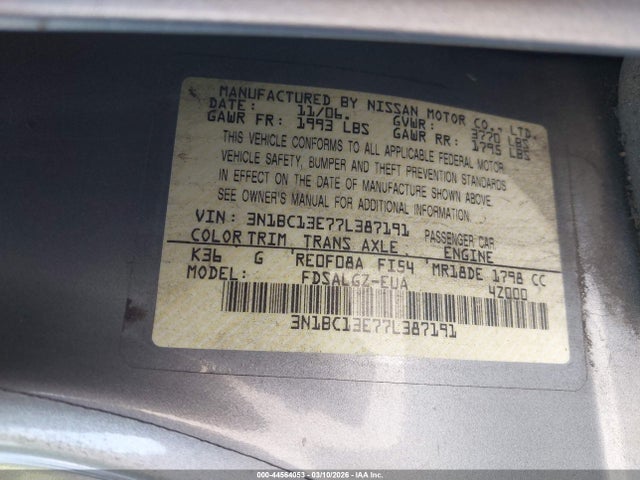 MANUFACTURED BY NISSAN MOTOR CO., LTD.
DATE: 11/06. GVWR: 3770 LBS
GAWR FR: 1993 LBS GAWR RR: 1795 LBS
THIS VEHICLE CONFORMS TO ALL APPLICABLE FEDERAL MOTOR
VEHICLE SAFETY, BUMPER AND THEFT PREVENTION STANDARDS
IN EFFECT ON THE DATE OF MANUFACTURE SHOWN ABOVE.
SEE OWNER'S MANUAL FOR ADDITIONAL INFORMATION.
VIN: 3N1BC13E77L387191 PASSENGER CAR
COLOR TRIM, TRANS AXLE, ENGINE
K36 G RE0F08A FI54 MR18DE 1798 CC
MODEL: FDSALGZ-EUA 42000
3N1BC13E77L387191
000-44584053 - 03/10/2026 - IAAI, Inc.